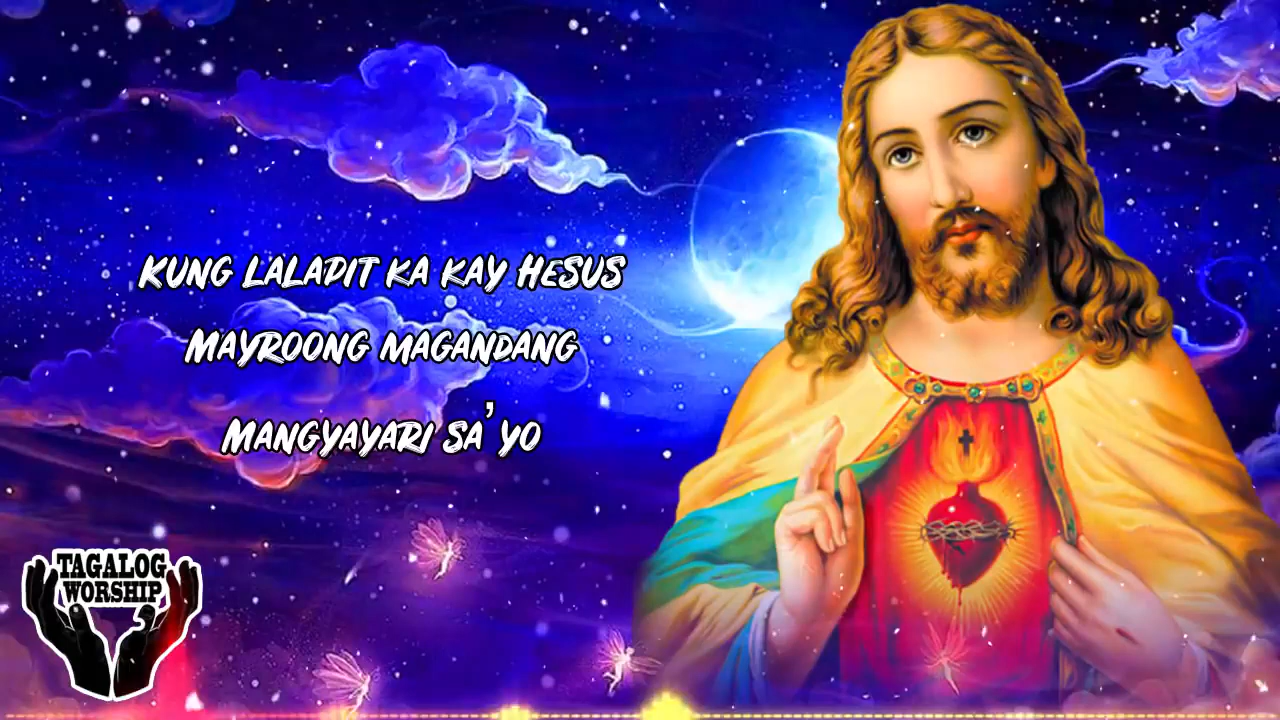 Kung lalapit ka kay Hesus
Mayroong magandang
Mangyayari sa'yo
TAGALOG
WORSHIP